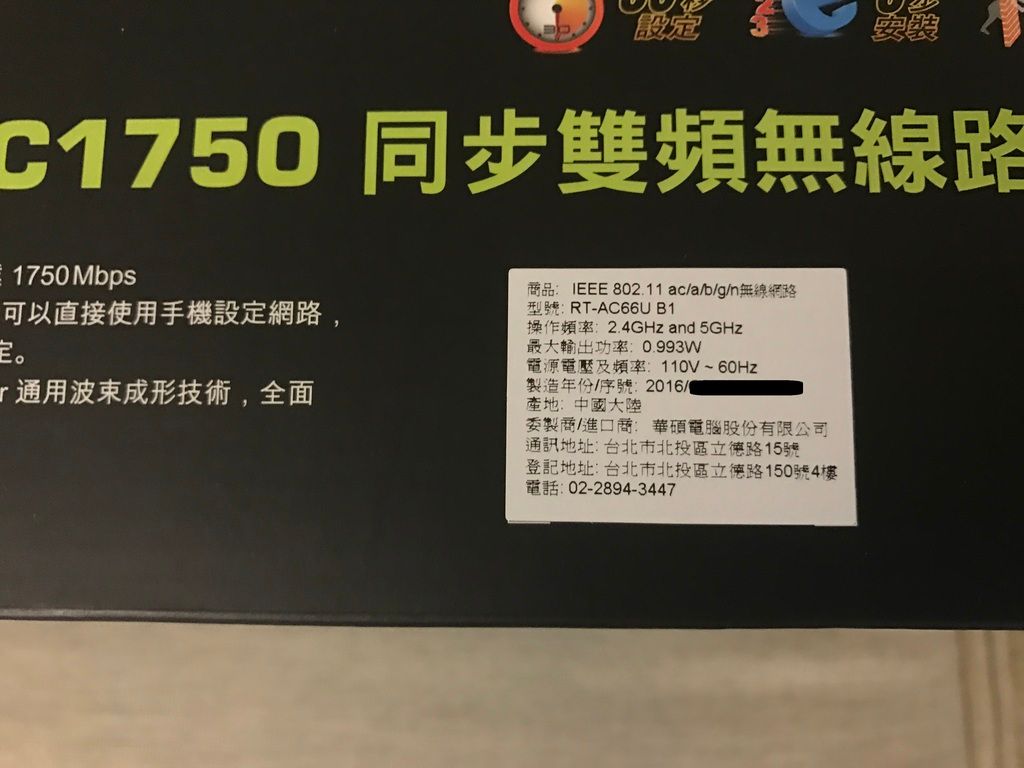 設定
安裝
C1750 同步雙頻無線路
1750Mbps
可以直接使用手機設定網路，
定。
r 通用波束成形技術，全面
商品: IEEE 802.11 ac/a/b/g/n無線網路
型號: RT-AC66U B1
操作頻率: 2.4GHz and 5GHz
最大輸出功率: 0.993W
電源電壓及頻率: 110V ~ 60Hz
製造年份/序號: 2016/
產地: 中國大陸
委製商/進口商: 華碩電腦股份有限公司
通訊地址: 台北市北投區立德路15號
登記地址: 台北市北投區立德路150號4樓
電話: 02-2894-3447